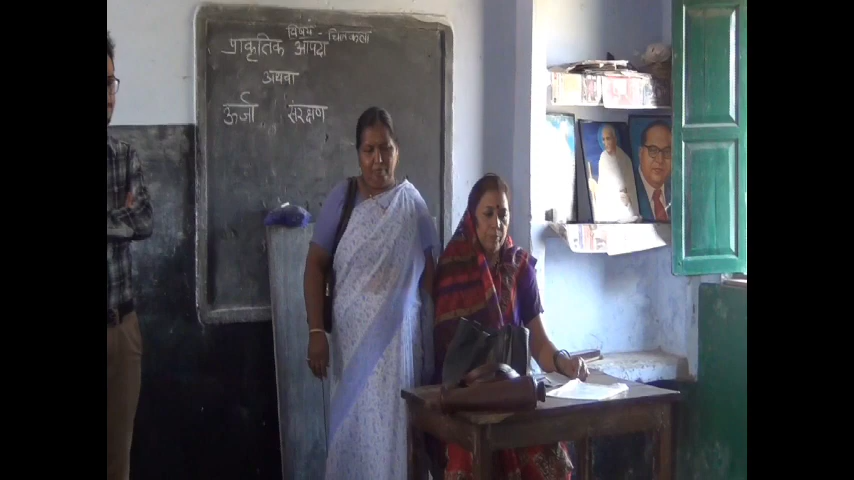 विषय - चित्रकला
प्राकृतिक आपदा
अथवा
ऊर्जा संरक्षण